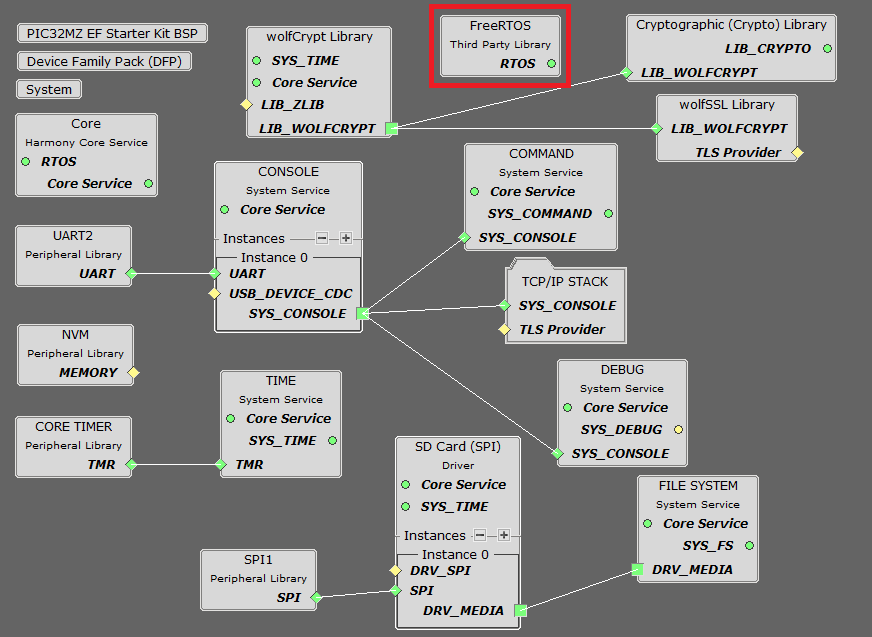 PIC32MZ EF Starter Kit BSP
Device Family Pack (DFP)
System
Core
Harmony Core Service
RTOS
Core Service
UART2
Peripheral Library
UART
NVM
Peripheral Library
MEMORY
CORE TIMER
Peripheral Library
TMR
wolfCrypt Library
SYS_TIME
Core Service
LIB_ZLIB
LIB_WOLFCRYPT
FreeRTOS
Third Party Library
RTOS
Cryptographic (Crypto) Library
LIB_CRYPTO
LIB_WOLFCRYPT
wolfSSL Library
LIB_WOLFCRYPT
TLS Provider
CONSOLE
System Service
Core Service
Instances
Instance 0
UART
USB_DEVICE_CDC
SYS_CONSOLE
COMMAND
System Service
Core Service
SYS_COMMAND
SYS_CONSOLE
TCP/IP STACK
SYS_CONSOLE
TLS Provider
DEBUG
System Service
Core Service
SYS_DEBUG
SYS_CONSOLE
TIME
System Service
Core Service
SYS_TIME
TMR
SD Card (SPI)
Driver
Core Service
SYS_TIME
Instances
Instance 0
DRV_SPI
SPI
DRV_MEDIA
SPI1
Peripheral Library
SPI
FILE SYSTEM
System Service
Core Service
SYS_FS
DRV_MEDIA